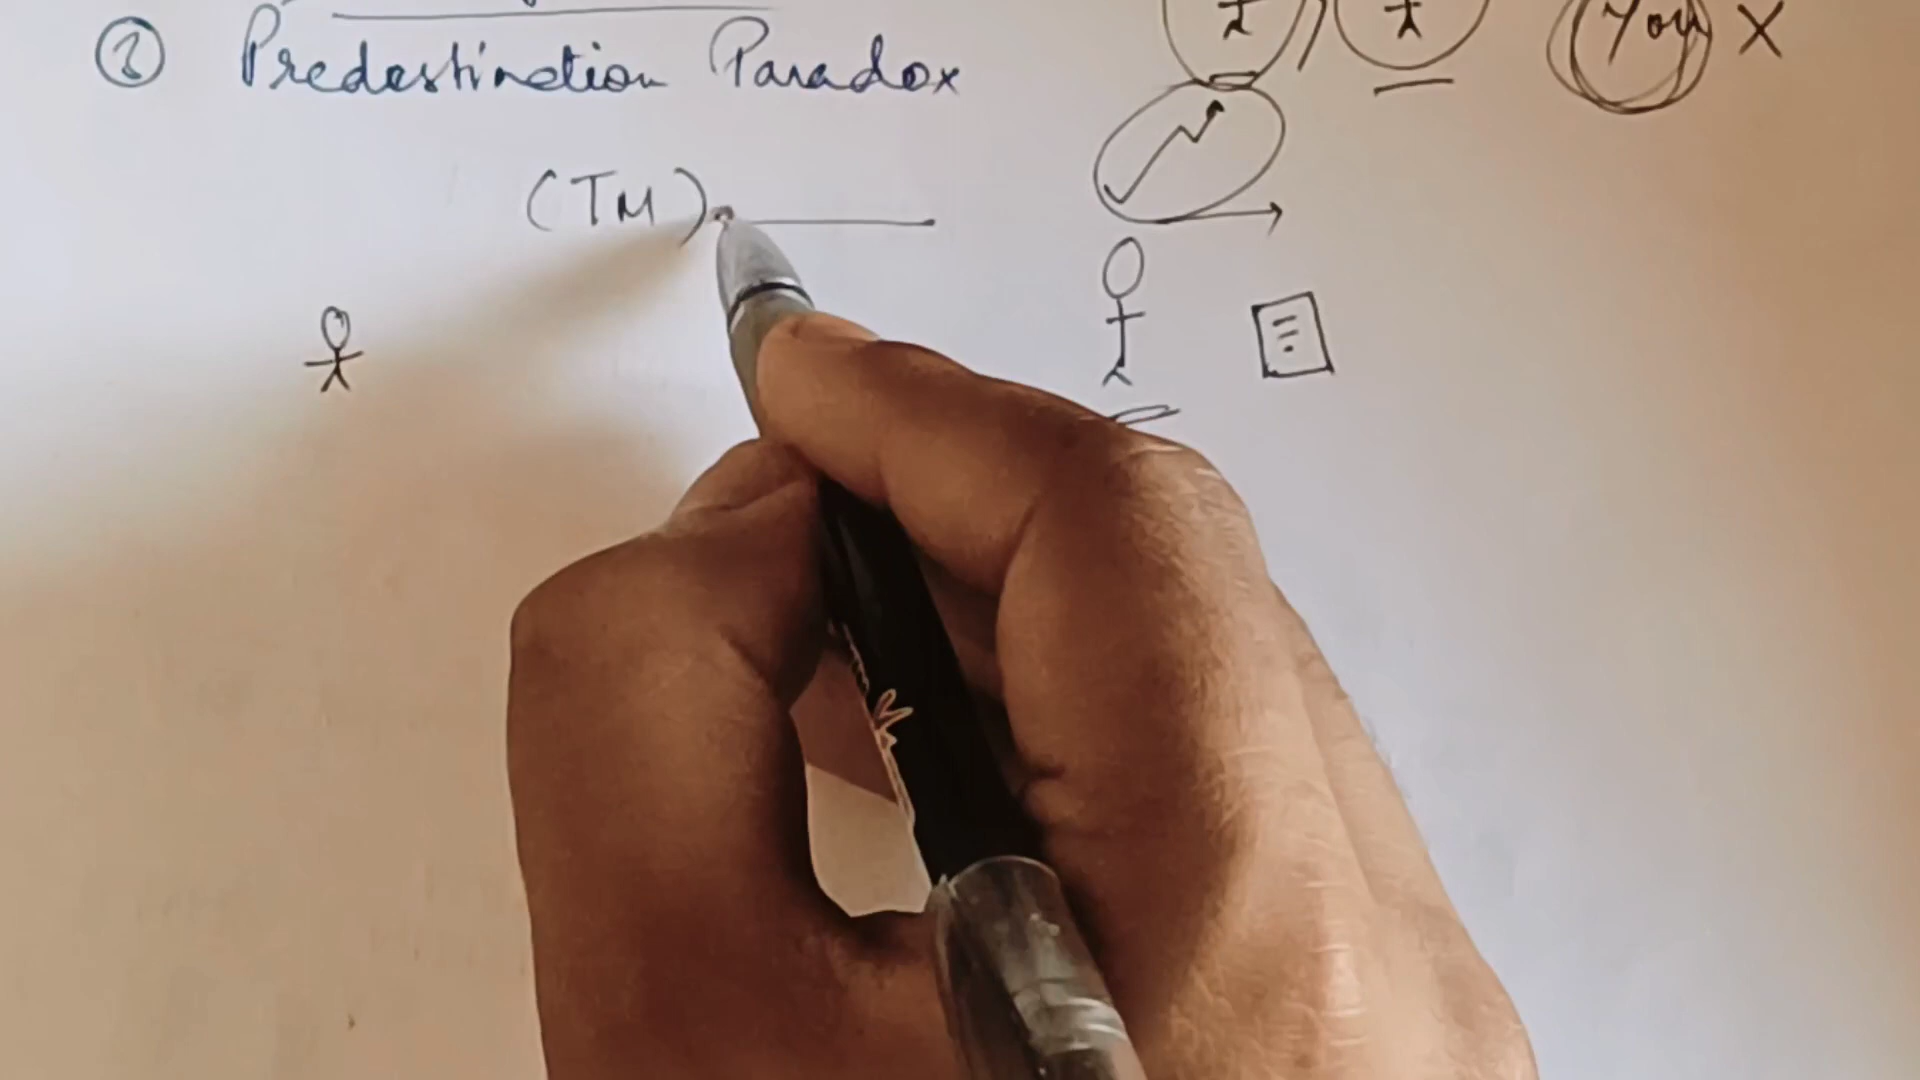 ③ Predestination Paradox
You X
(TM)